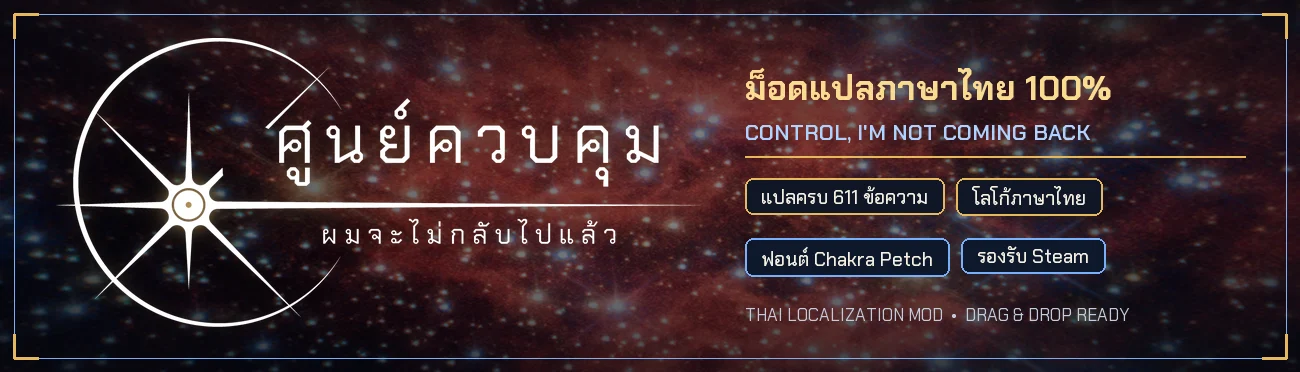 ศูนย์ควบคุม
ผมจะไม่กลับไปแล้ว
ม็อดแปลภาษาไทย 100%
CONTROL, I'M NOT COMING BACK
แปลครบ 611 ข้อความ
โลโก้ภาษาไทย
ฟอนต์ Chakra Petch
รองรับ Steam
THAI LOCALIZATION MOD • DRAG & DROP READY